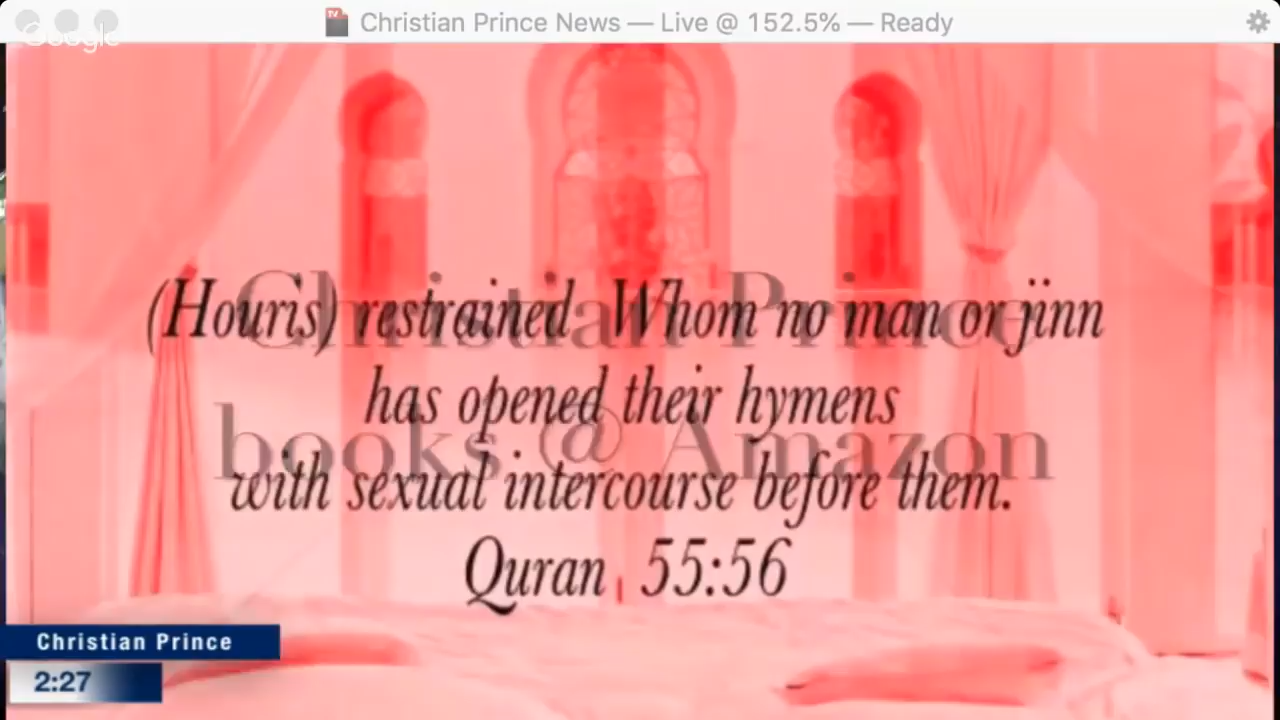 Christian Prince News — Live @ 152.5% — Ready
Google
(Houris) restrained Whom no man or jinn
has opened their hymens
with sexual intercourse before them.
Quran 55:56
Christian Prince
books @ Amazon
Christian Prince
2:27